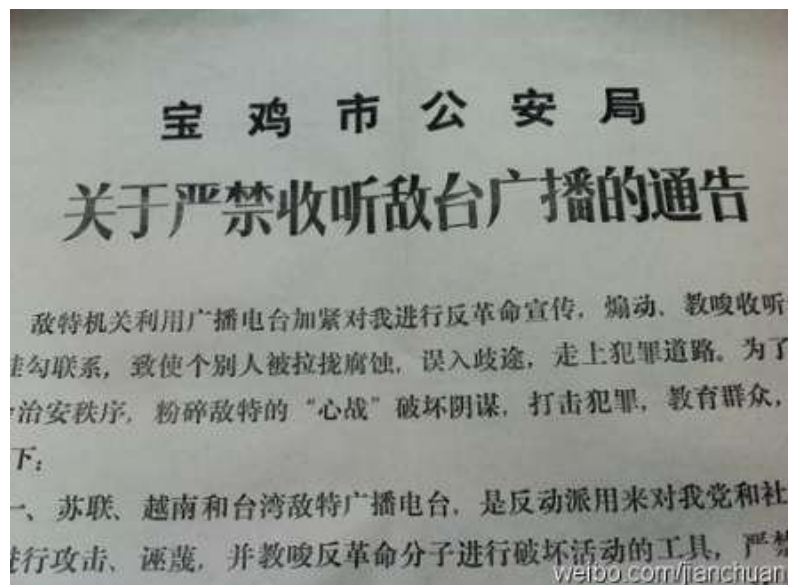 宝鸡市公安局
关于严禁收听敌台广播的通告
敌特机关利用广播电台加紧对我进行反革命宣传，煽动、教唆收听
挂勾联系，致使个别人被拉拢腐蚀，误入歧途，走上犯罪道路。为了
治安秩序，粉碎敌特的“心战”破坏阴谋，打击犯罪，教育群众，
下：
一、苏联、越南和台湾敌特广播电台，是反动派用来对我党和社
进行攻击、诬蔑，并教唆反革命分子进行破坏活动的工具，严禁
weibo.com/jianchuan